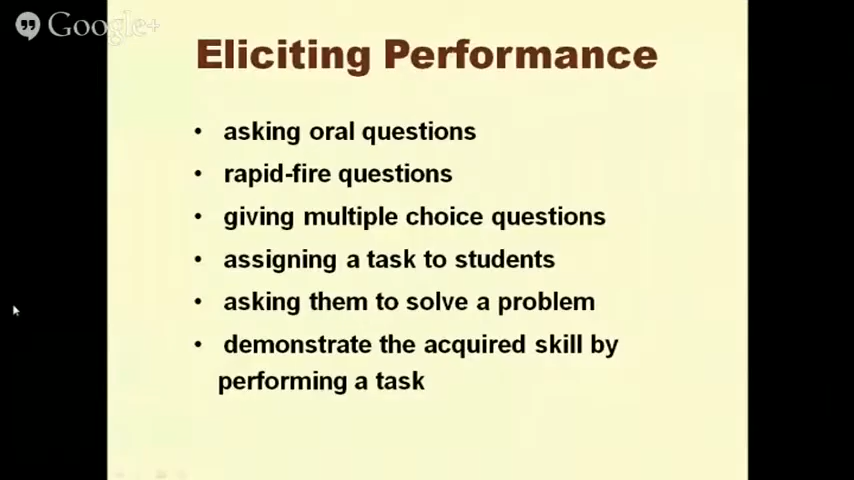 Google+
Eliciting Performance
• asking oral questions
• rapid-fire questions
• giving multiple choice questions
• assigning a task to students
• asking them to solve a problem
• demonstrate the acquired skill by
performing a task